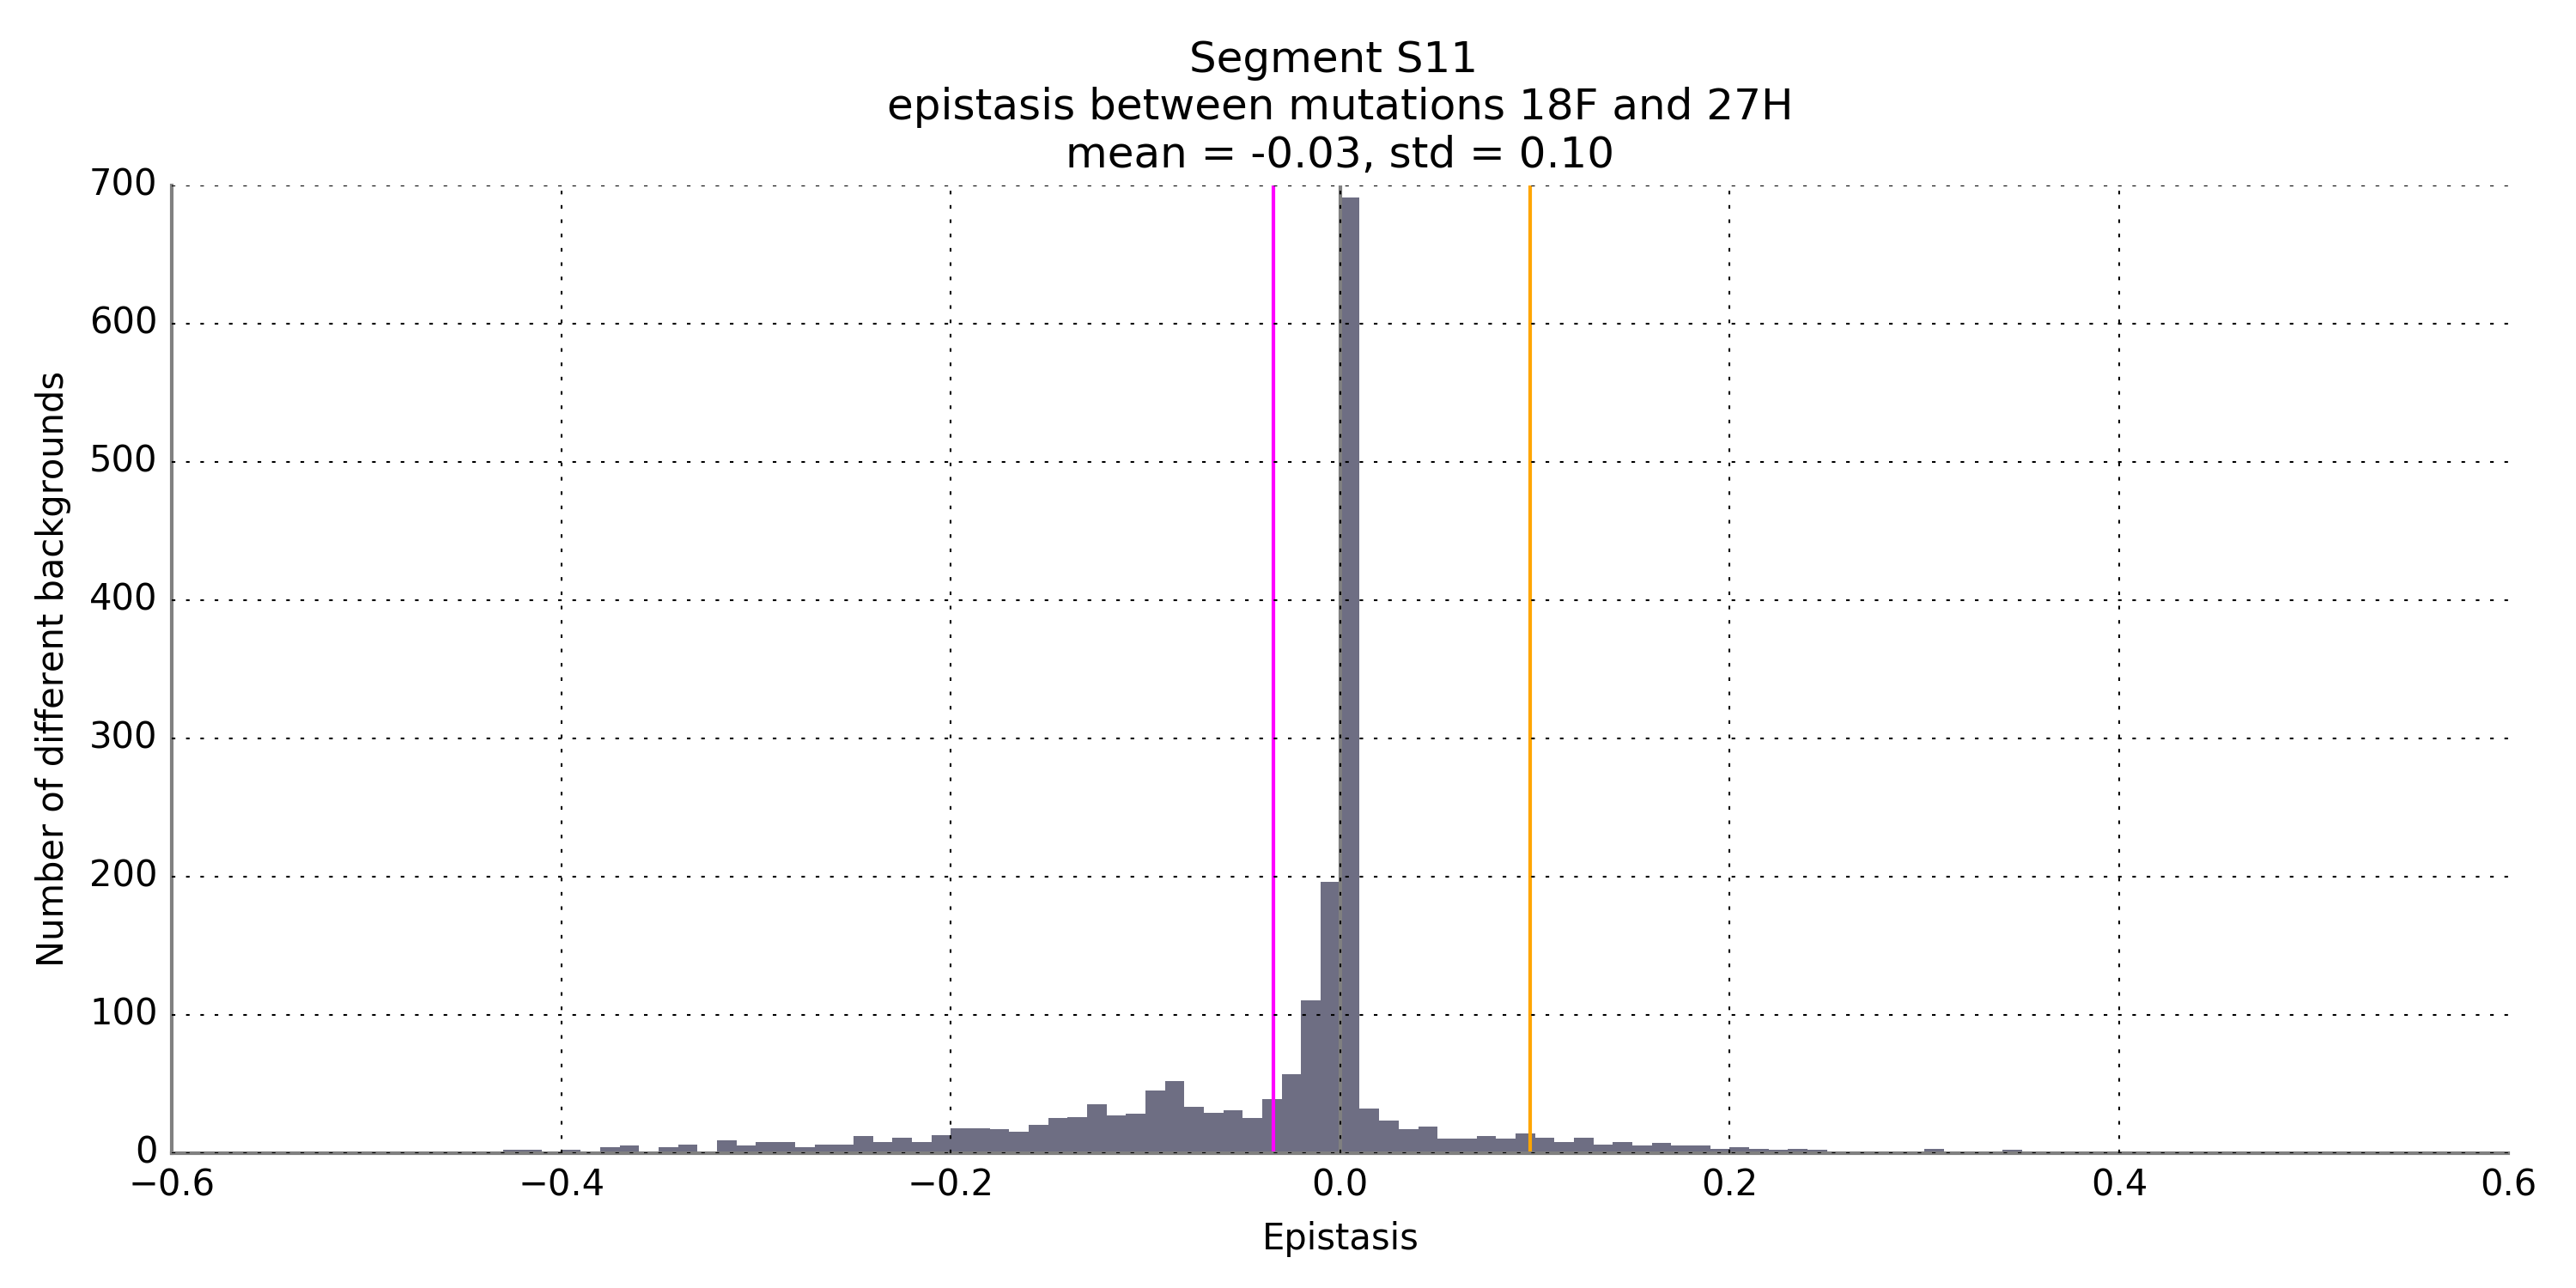 Segment S11
epistasis between mutations 18F and 27H
mean = -0.03, std = 0.10
700
600
500
400
300
200
100
0
Number of different backgrounds
−0.6 −0.4 −0.2 0.0 0.2 0.4 0.6
Epistasis